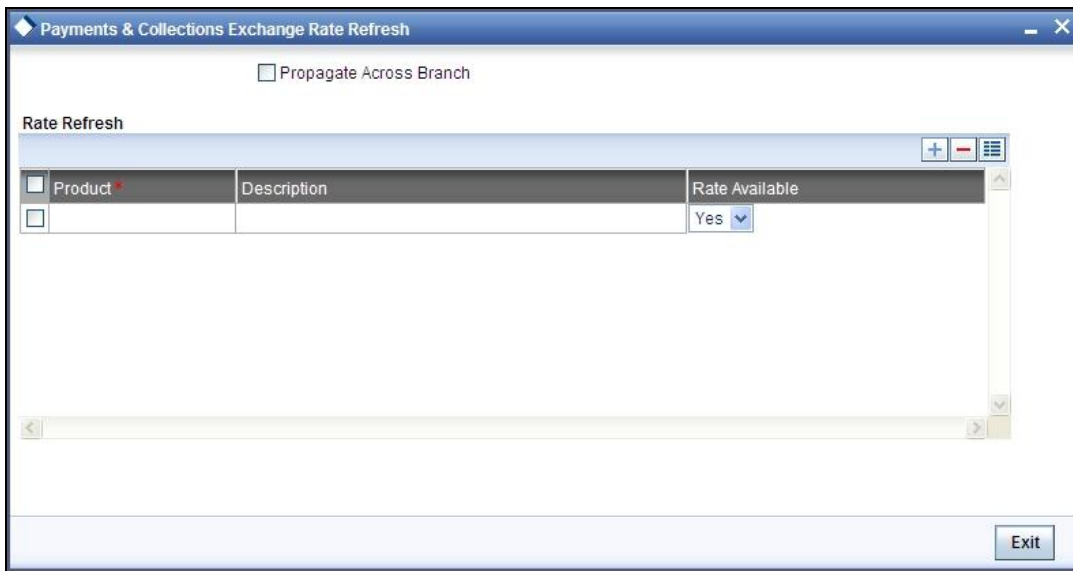 Payments & Collections Exchange Rate Refresh
Propagate Across Branch
Rate Refresh
Product * Description Rate Available
Yes
Exit